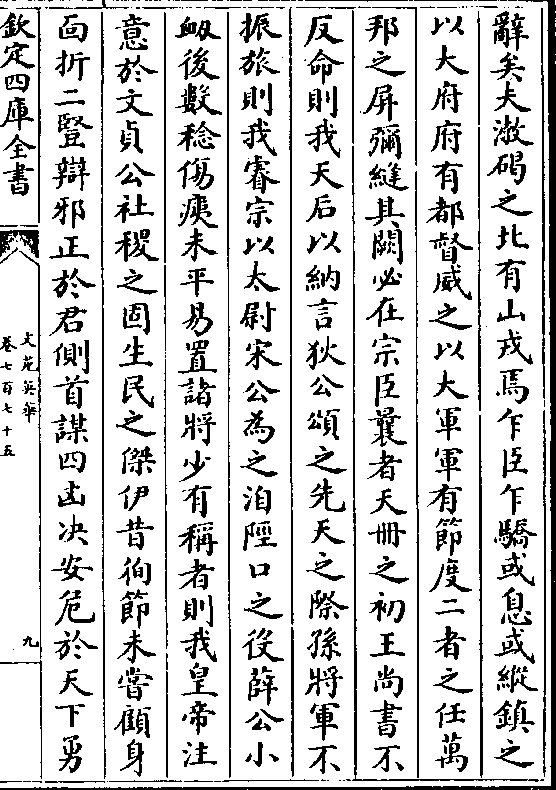 辭矣夫漵碣之北有山戎焉乍臣乍驕或息或縱鎮之
以大府府有都督威之以大軍軍有節度二者之任萬
邦之屏彌縫其闕必在宗臣曩者天冊之初王尚書不
反命則我天后以納言狄公頌之先天之際孫將軍不
振旅則我睿宗以太尉宋公為之洎陘口之役薛公小
衂後數稔傷痍未平易置諸將少有稱者則我皇帝注
意於文貞公社稷之固生民之傑伊昔徇節未嘗顧身
面折二豎辯邪正於君側首謀四凶决安危於天下勇
欽定四庫全書
文苑英華
卷七百七十五
九